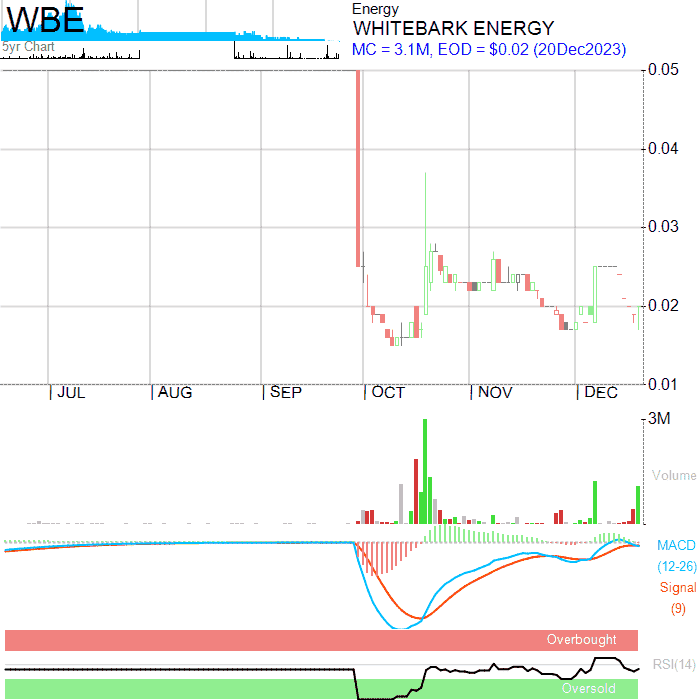 WBE
5yr Chart
Energy
WHITEBARK ENERGY
MC = 3.1M, EOD = $0.02 (20Dec2023)
0.05
0.04
0.03
0.02
0.01
JUL AUG SEP OCT NOV DEC
3M
Volume
MACD
(12-26)
Signal
(9)
Overbought
RSI(14)
Oversold